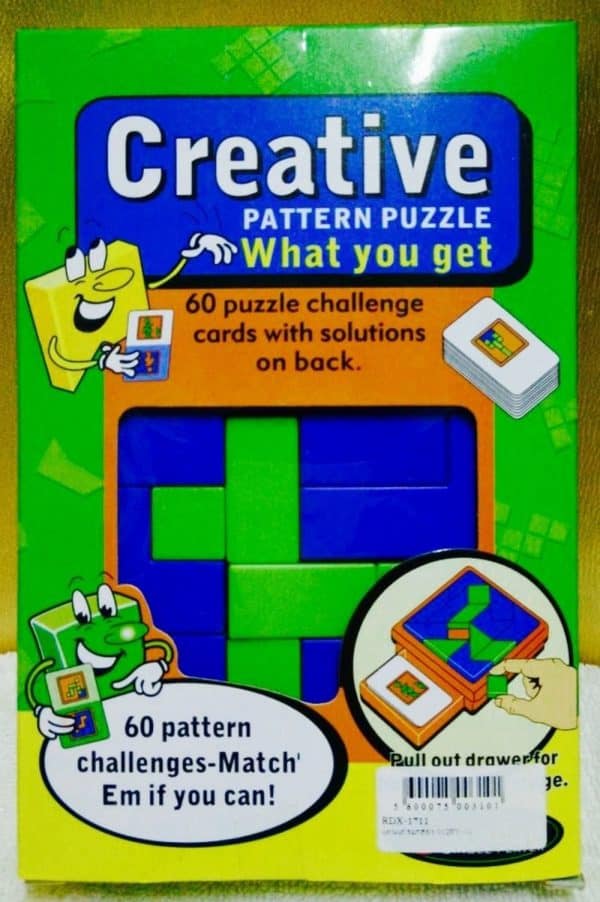 Creative
PATTERN PUZZLE
What you get
60 puzzle challenge
cards with solutions
on back.
60 pattern
challenges-Match'
Em if you can!
Pull out drawer for
ge.
RDX-1711